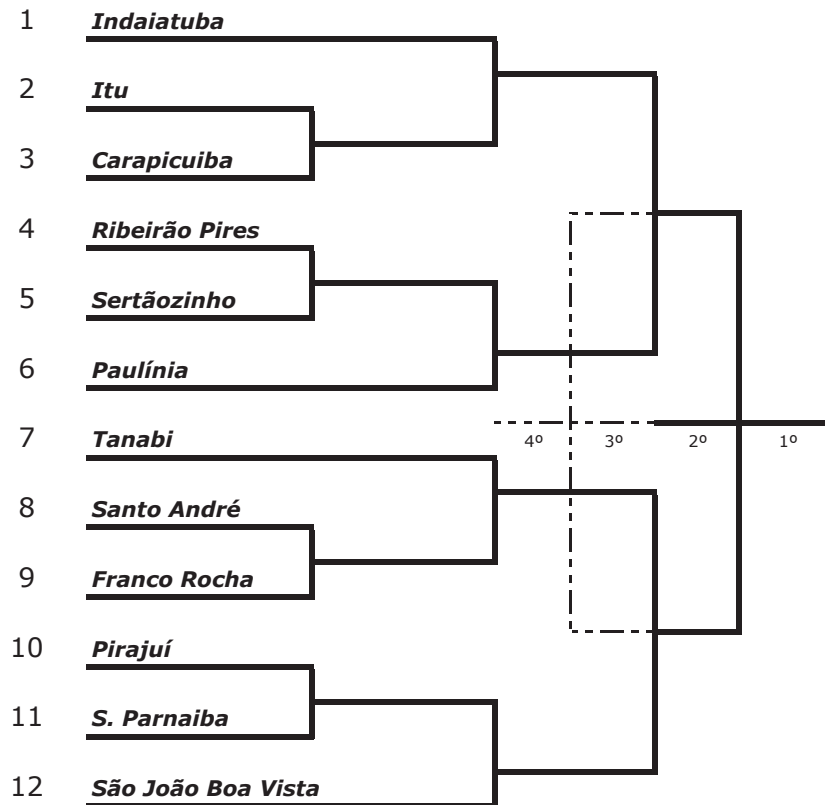 1 Indaiatuba
2 Itu
3 Carapicuiba
4 Ribeirão Pires
5 Sertãozinho
6 Paulínia
7 Tanabi
4º 3º 2º 1º
8 Santo André
9 Franco Rocha
10 Pirajuí
11 S. Parnaiba
12 São João Boa Vista